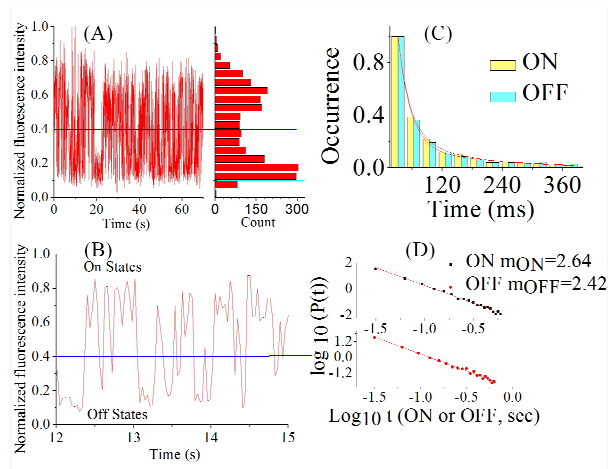 (A)
Normalized fluorescence intensity
1.0
0.8
0.6
0.4
0.2
0.0
0 20 40 60
Time (s)
0 150 300
Count
(C)
Occurrence
0.8
0.4
0.0
ON
OFF
120 240 360
Time (ms)
(B)
Normalized fluorescence intensity
1.0
0.8
0.6
0.4
0.2
0.0
On States
Off States
12 13 14 15
Time (s)
(D)
ON mON=2.64
OFF mOFF=2.42
log 10 (P(t))
2
0
-2
-1.5 -1.0 -0.5
1.2
0.0
-1.2
-1.5 -1.0 -0.5 0.0
Log10 t (ON or OFF, sec)